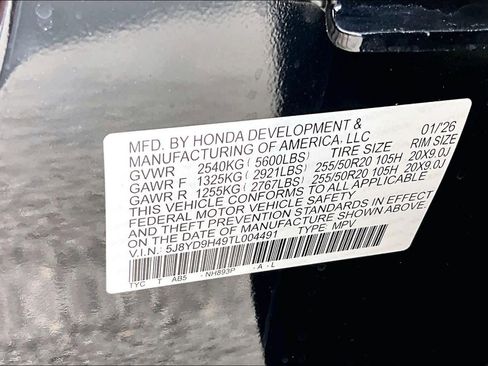 MFD. BY HONDA DEVELOPMENT &
MANUFACTURING OF AMERICA, LLC 01/26
GVWR 2540KG ( 5600LBS) TIRE SIZE RIM SIZE
GAWR F 1325KG ( 2921LBS) 255/50R20 105H 20X9.0J
GAWR R 1255KG ( 2767LBS) 255/50R20 105H 20X9.0J
THIS VEHICLE CONFORMS TO ALL APPLICABLE
FEDERAL MOTOR VEHICLE SAFETY
AND THEFT PREVENTION STANDARDS IN EFFECT
ON THE DATE OF MANUFACTURE SHOWN ABOVE.
V.I.N. 5J8YD9H49TL004491 TYPE: MPV
TYC T AB5 - NH893P - A - L